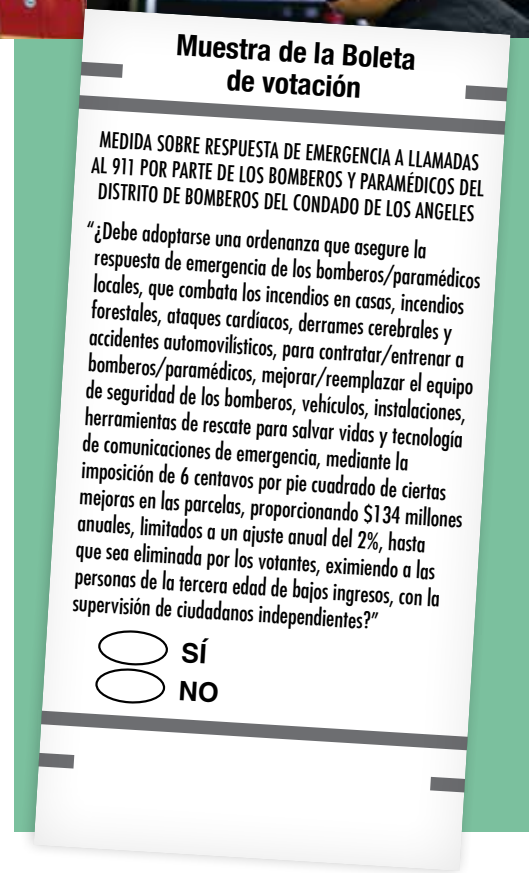 Muestra de la Boleta
de votación
MEDIDA SOBRE RESPUESTA DE EMERGENCIA A LLAMADAS
AL 911 POR PARTE DE LOS BOMBEROS Y PARAMÉDICOS DEL
DISTRITO DE BOMBEROS DEL CONDADO DE LOS ANGELES
“¿Debe adoptarse una ordenanza que asegure la
respuesta de emergencia de los bomberos/paramédicos
locales, que combata los incendios en casas, incendios
forestales, ataques cardíacos, derrames cerebrales y
accidentes automovilísticos, para contratar/entrenar a
bomberos/paramédicos, mejorar/reemplazar el equipo
de seguridad de los bomberos, vehículos, instalaciones,
herramientas de rescate para salvar vidas y tecnología
de comunicaciones de emergencia, mediante la
imposición de 6 centavos por pie cuadrado de ciertas
mejoras en las parcelas, proporcionando $134 millones
anuales, limitados a un ajuste anual del 2%, hasta
que sea eliminada por los votantes, eximiendo a las
personas de la tercera edad de bajos ingresos, con la
supervisión de ciudadanos independientes?”
SÍ
NO